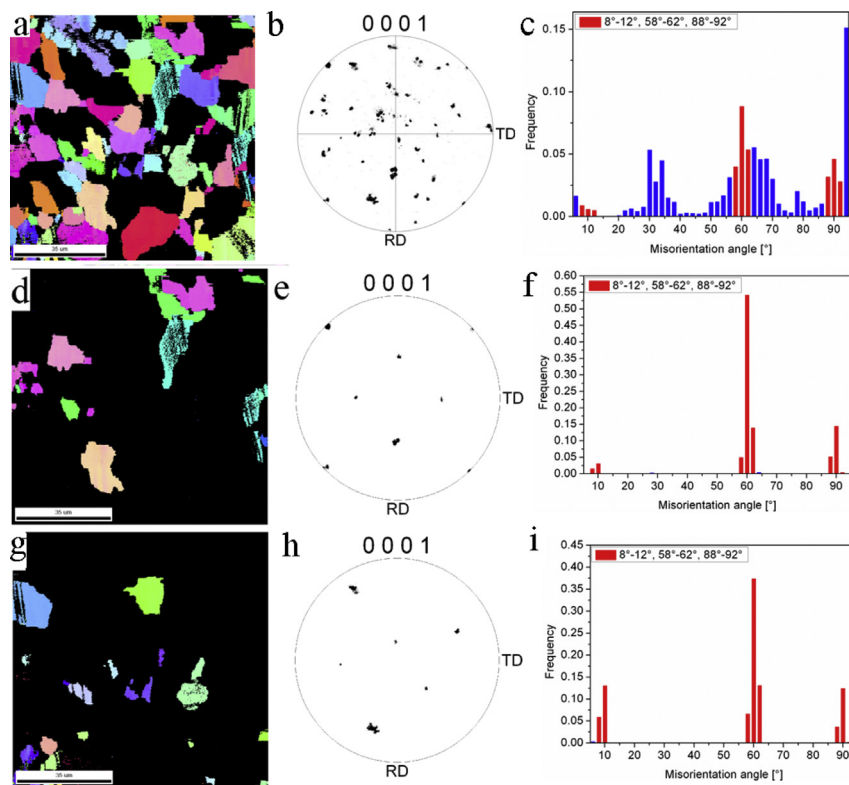 a
35 um
b
0 0 0 1
TD
RD
c
8°-12°, 58°-62°, 88°-92°
Frequency
0.15
0.10
0.05
0.00
10 20 30 40 50 60 70 80 90
Misorientation angle [°]
d
35 um
e
0 0 0 1
TD
RD
f
8°-12°, 58°-62°, 88°-92°
Frequency
0.60
0.55
0.50
0.45
0.40
0.35
0.30
0.25
0.20
0.15
0.10
0.05
0.00
10 20 30 40 50 60 70 80 90
Misorientation angle [°]
g
35 um
h
0 0 0 1
TD
RD
i
8°-12°, 58°-62°, 88°-92°
Frequency
0.45
0.40
0.35
0.30
0.25
0.20
0.15
0.10
0.05
0.00
10 20 30 40 50 60 70 80 90
Misorientation angle [°]